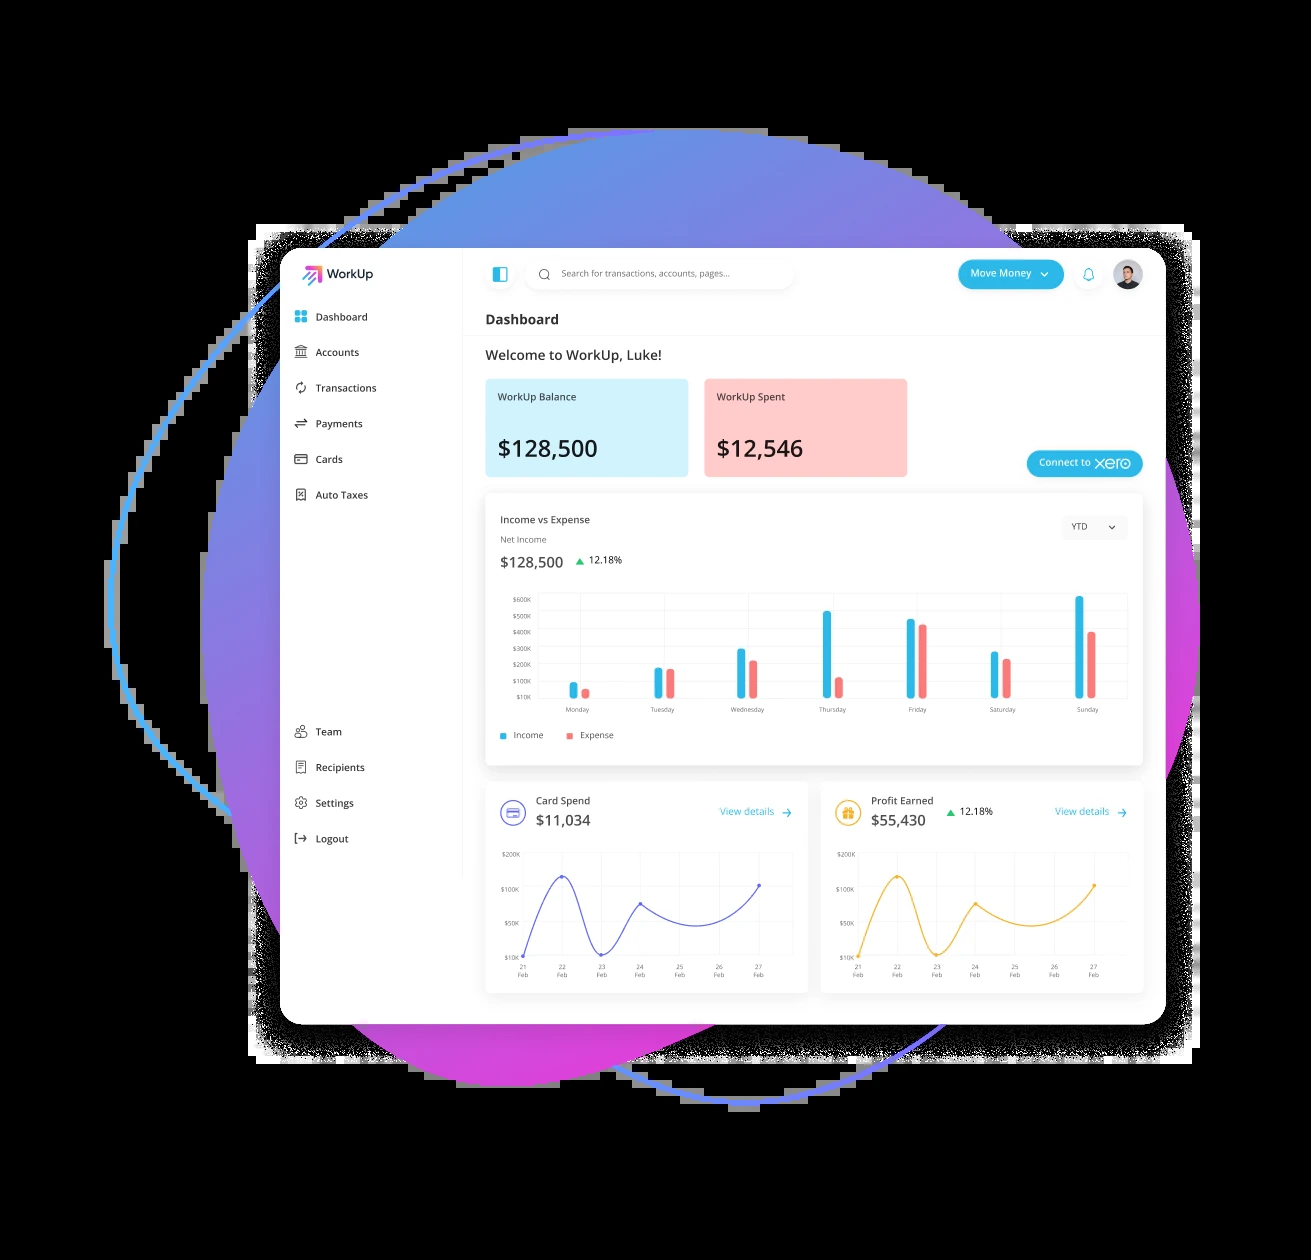 WorkUp
Search for transactions, accounts, pages...
Move Money
Dashboard
Accounts
Transactions
Payments
Cards
Auto Taxes
Team
Recipients
Settings
Logout
Dashboard
Welcome to WorkUp, Luke!
WorkUp Balance
$128,500
WorkUp Spent
$12,546
Connect to xero
Income vs Expense
Net Income
$128,500 12.18%
YTD
$600K
$500K
$400K
$300K
$200K
$100K
$10K
Monday Tuesday Wednesday Thursday Friday Saturday Sunday
Income Expense
Card Spend
$11,034
View details
$200K
$100K
$50K
$10K
21 22 23 24 25 26 27
Feb Feb Feb Feb Feb Feb Feb
Profit Earned
$55,430 12.18%
View details
$200K
$100K
$50K
$10K
21 22 23 24 25 26 27
Feb Feb Feb Feb Feb Feb Feb